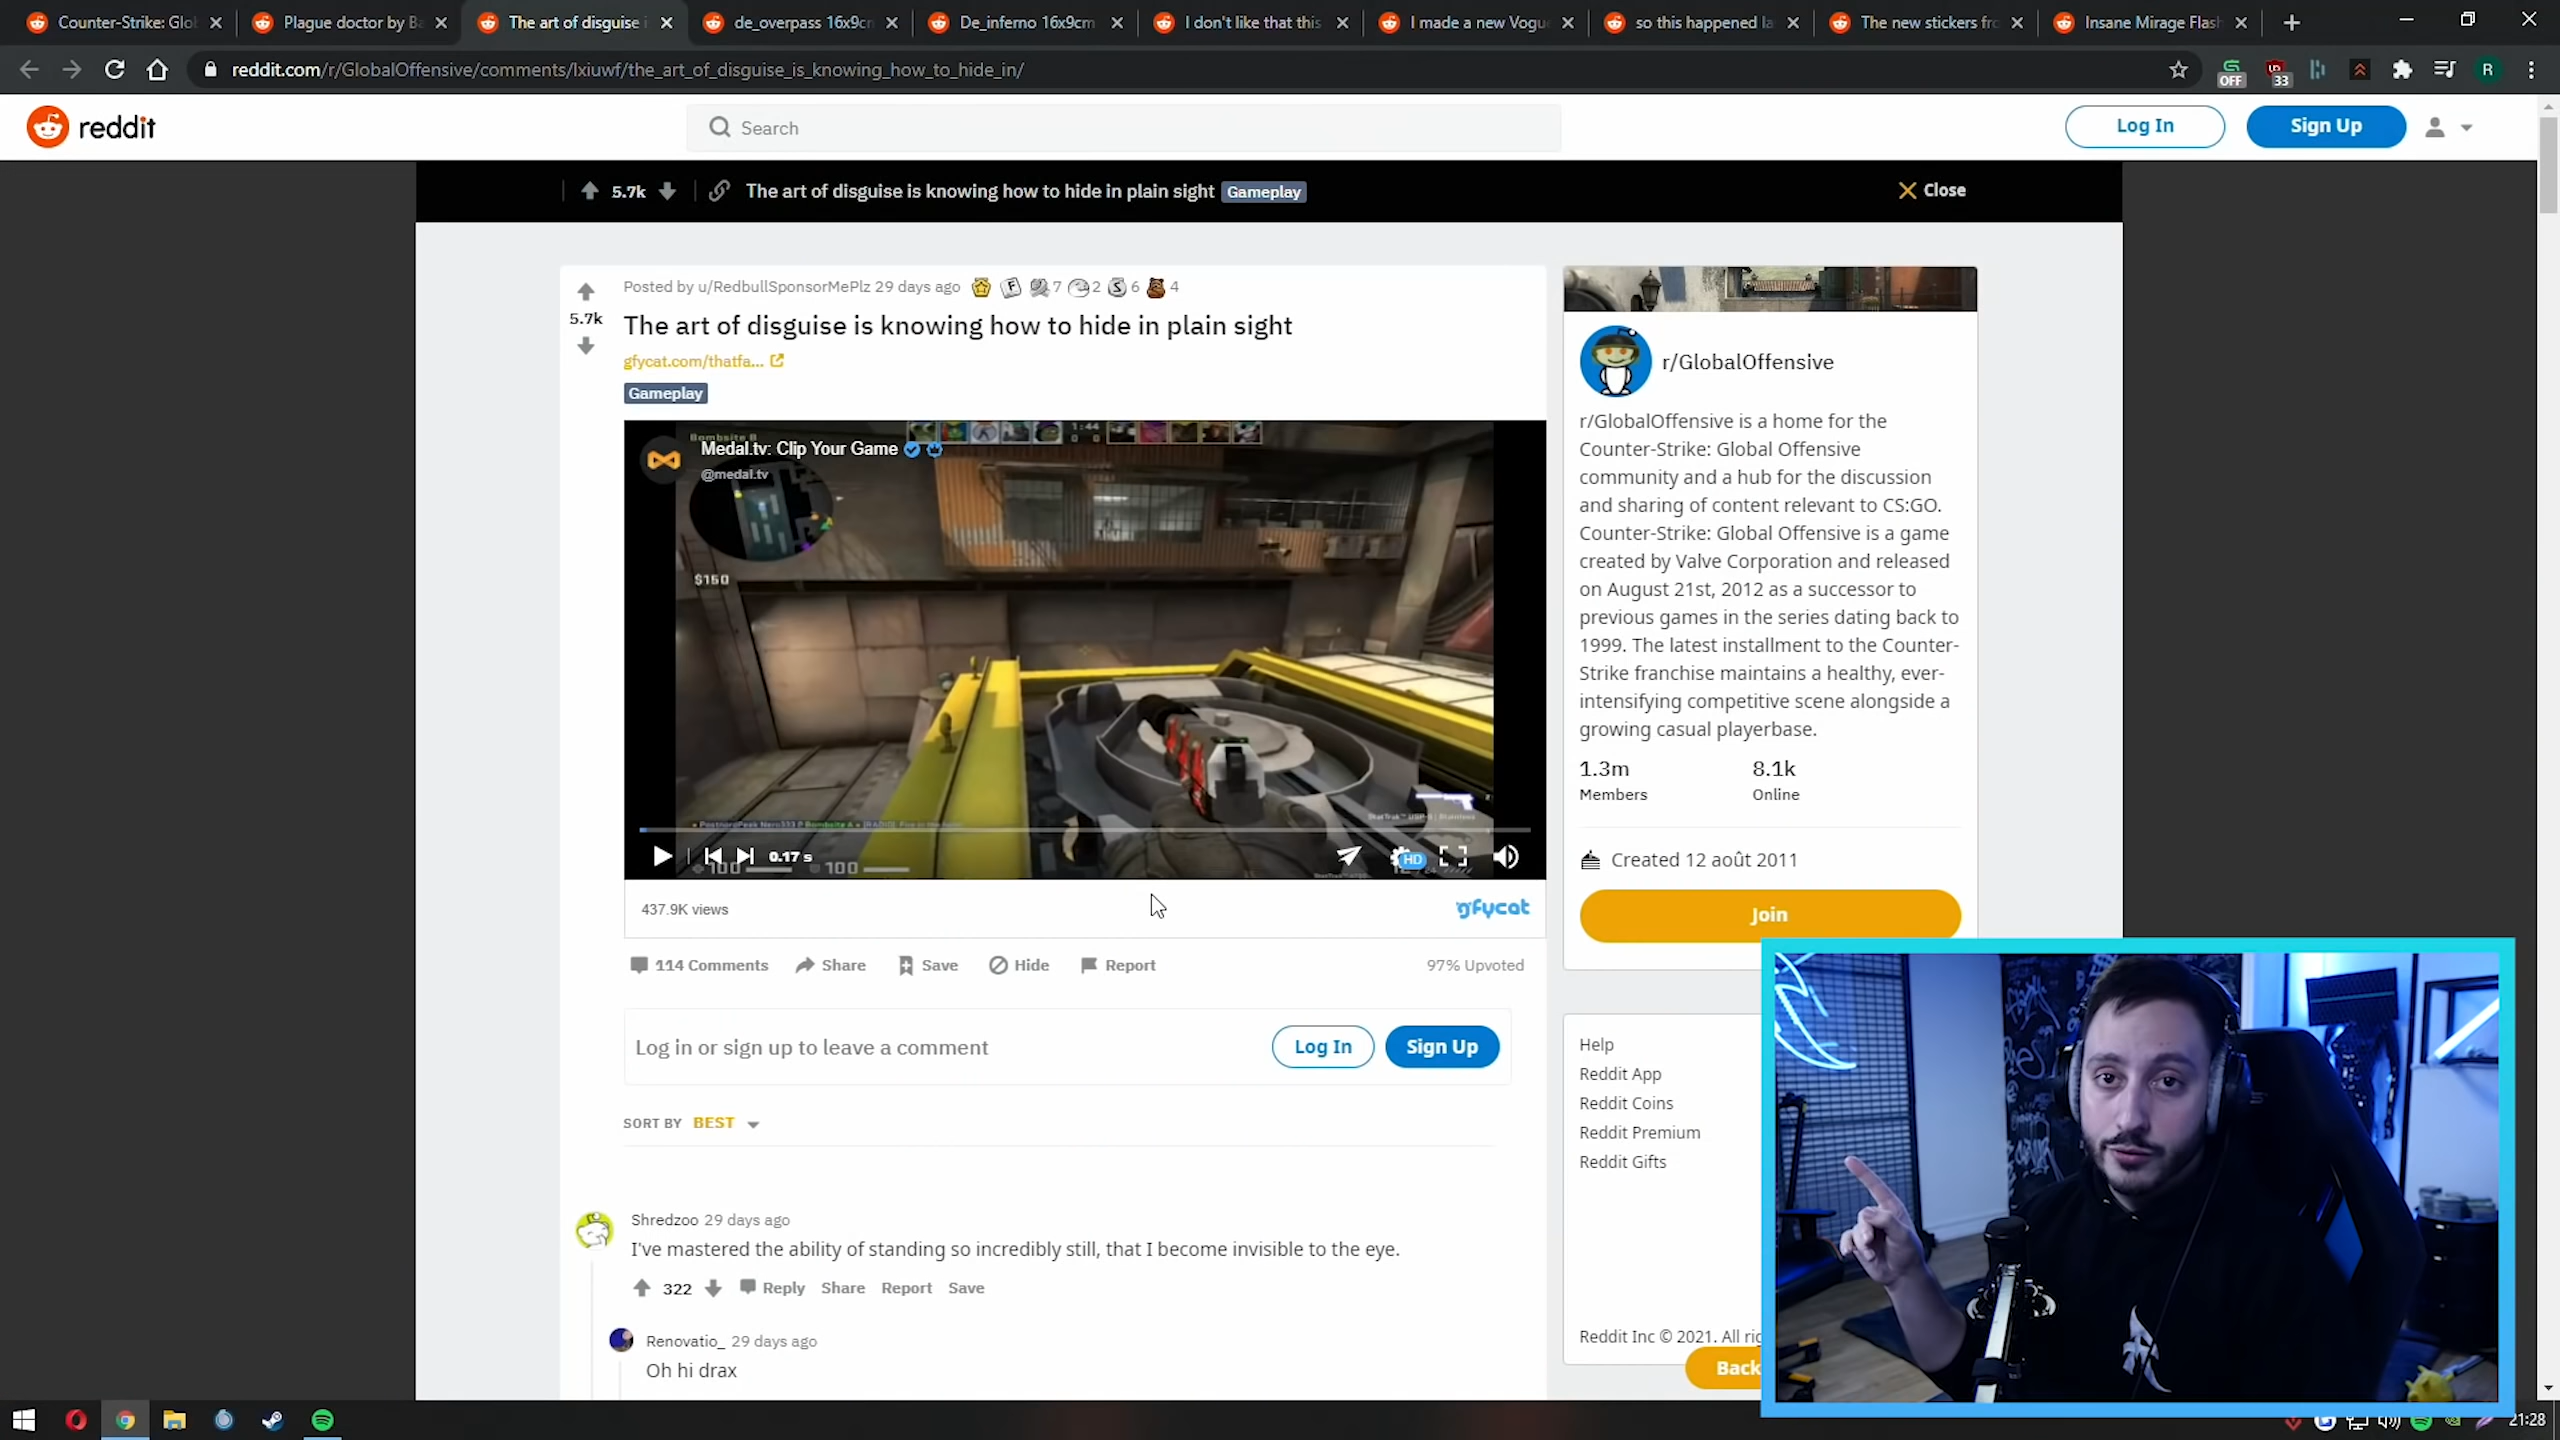 Counter-Strike: Glo
Plague doctor by Ba
The art of disguise i
de_overpass 16x9cm
De_inferno 16x9cm
I don't like that this
I made a new Vogu
so this happened la
The new stickers fr
Insane Mirage Flas
reddit.com/r/GlobalOffensive/comments/lxiuwf/the_art_of_disguise_is_knowing_how_to_hide_in/
OFF
33
R
reddit
Search
Log In
Sign Up
5.7k
The art of disguise is knowing how to hide in plain sight
Gameplay
Close
Posted by u/RedbullSponsorMePlz 29 days ago
F
7
2
S
6
4
5.7k
The art of disguise is knowing how to hide in plain sight
gfycat.com/thatfa...
Gameplay
Bombsite B
1:44
0 0
Medal.tv: Clip Your Game
@medal.tv
$150
0.17 s
HD
100
100
437.9K views
gfycat
114 Comments
Share
Save
Hide
Report
97% Upvoted
Log in or sign up to leave a comment
Log In
Sign Up
SORT BY BEST
Shredzoo 29 days ago
I've mastered the ability of standing so incredibly still, that I become invisible to the eye.
322
Reply
Share
Report
Save
Renovatio_ 29 days ago
Oh hi drax
r/GlobalOffensive
r/GlobalOffensive is a home for the
Counter-Strike: Global Offensive
community and a hub for the discussion
and sharing of content relevant to CS:GO.
Counter-Strike: Global Offensive is a game
created by Valve Corporation and released
on August 21st, 2012 as a successor to
previous games in the series dating back to
1999. The latest installment to the Counter-
Strike franchise maintains a healthy, ever-
intensifying competitive scene alongside a
growing casual playerbase.
1.3m
Members
8.1k
Online
Created 12 août 2011
Join
Help
Reddit App
Reddit Coins
Reddit Premium
Reddit Gifts
Reddit Inc © 2021. All rig
Back
21:28